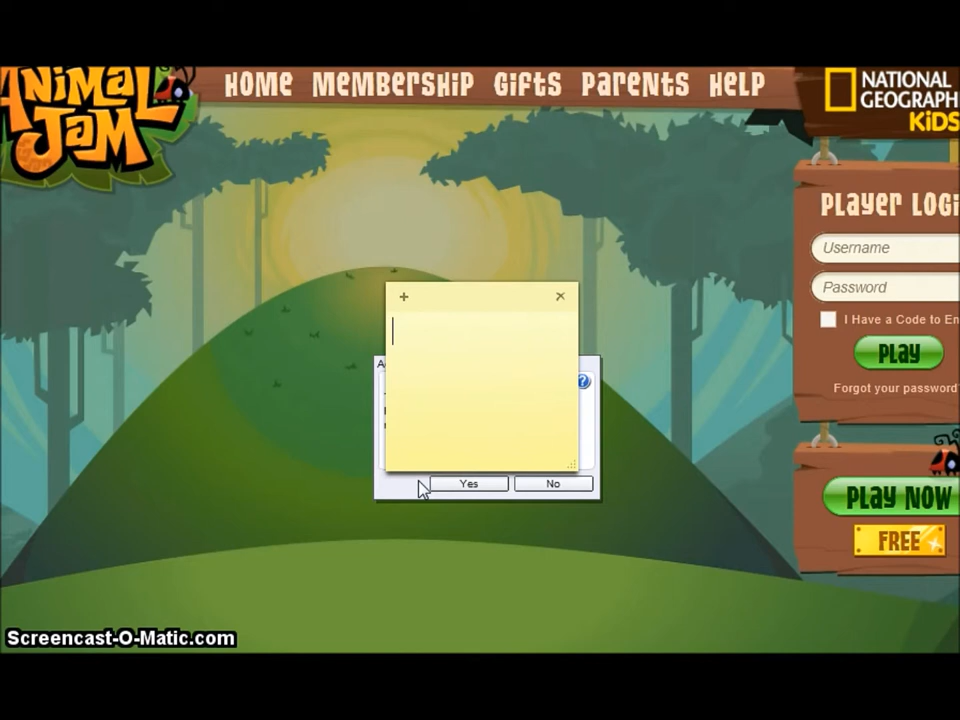 ANIMAL
JAM
HOME MEMBERSHIP GIFTS PARENTS HELP
NATIONAL
GEOGRAPH
KiDS
PLAYER LOGI
Username
Password
I Have a Code to En
PLAY
Forgot your password
PLAY NOW
FREE
Yes No
Screencast-O-Matic.com